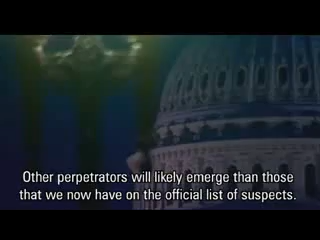 Other perpetrators will likely emerge than those
that we now have on the official list of suspects.